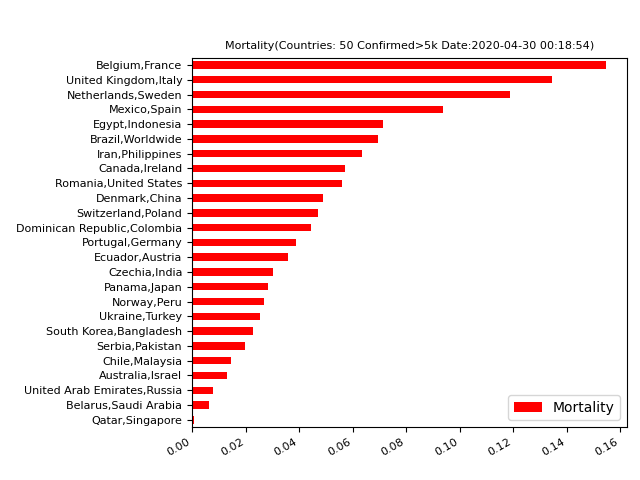 Mortality(Countries: 50 Confirmed>5k Date:2020-04-30 00:18:54)
Belgium,France
United Kingdom,Italy
Netherlands,Sweden
Mexico,Spain
Egypt,Indonesia
Brazil,Worldwide
Iran,Philippines
Canada,Ireland
Romania,United States
Denmark,China
Switzerland,Poland
Dominican Republic,Colombia
Portugal,Germany
Ecuador,Austria
Czechia,India
Panama,Japan
Norway,Peru
Ukraine,Turkey
South Korea,Bangladesh
Serbia,Pakistan
Chile,Malaysia
Australia,Israel
United Arab Emirates,Russia
Belarus,Saudi Arabia
Qatar,Singapore
Mortality
0.00 0.02 0.04 0.06 0.08 0.10 0.12 0.14 0.16